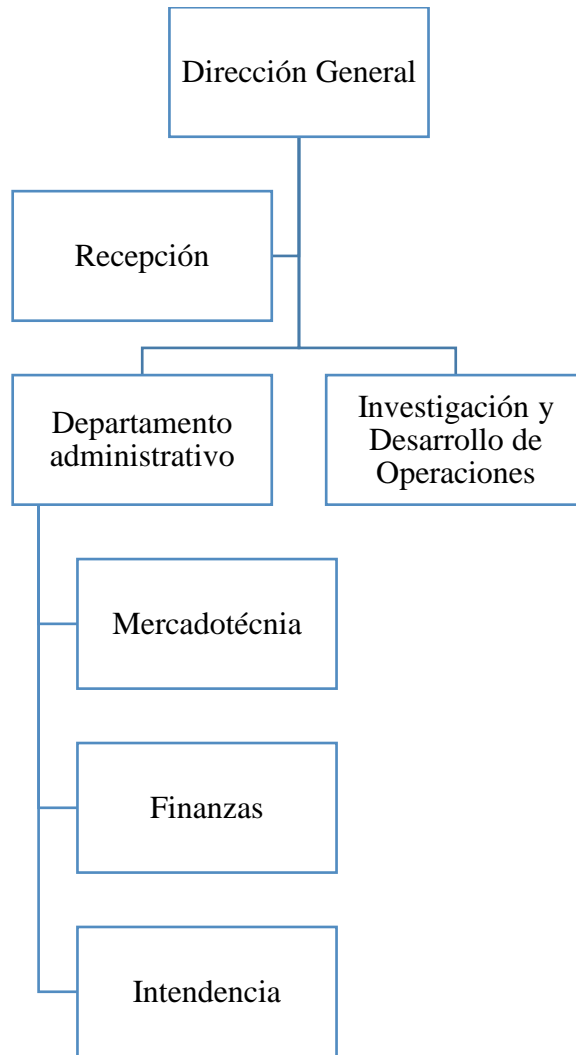 Dirección General
Recepción
Departamento
administrativo
Investigación y
Desarrollo de
Operaciones
Mercadotécnia
Finanzas
Intendencia